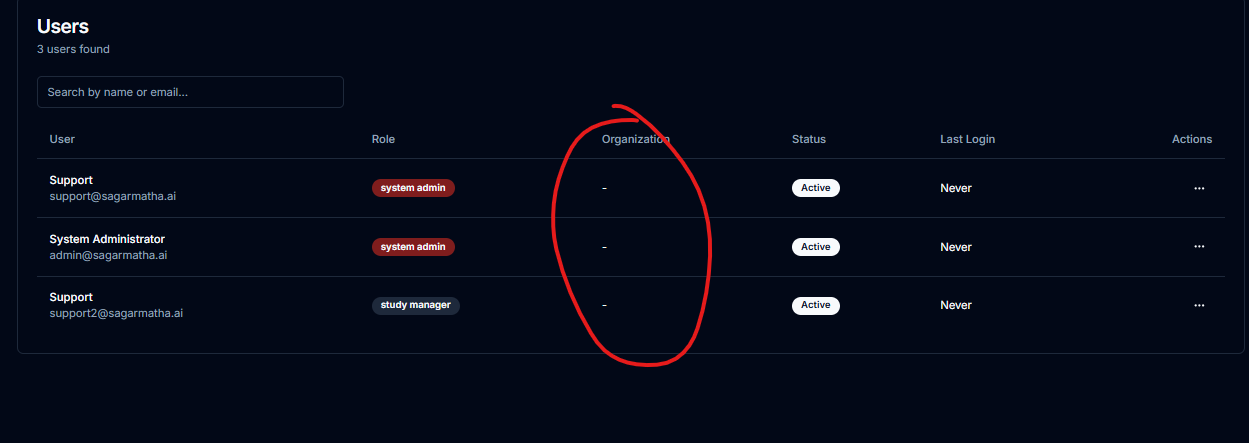 Users
3 users found
Search by name or email...
User Role Organization Status Last Login Actions
Support
support@sagarmatha.ai
system admin - Active Never ...
System Administrator
admin@sagarmatha.ai
system admin - Active Never ...
Support
support2@sagarmatha.ai
study manager - Active Never ...